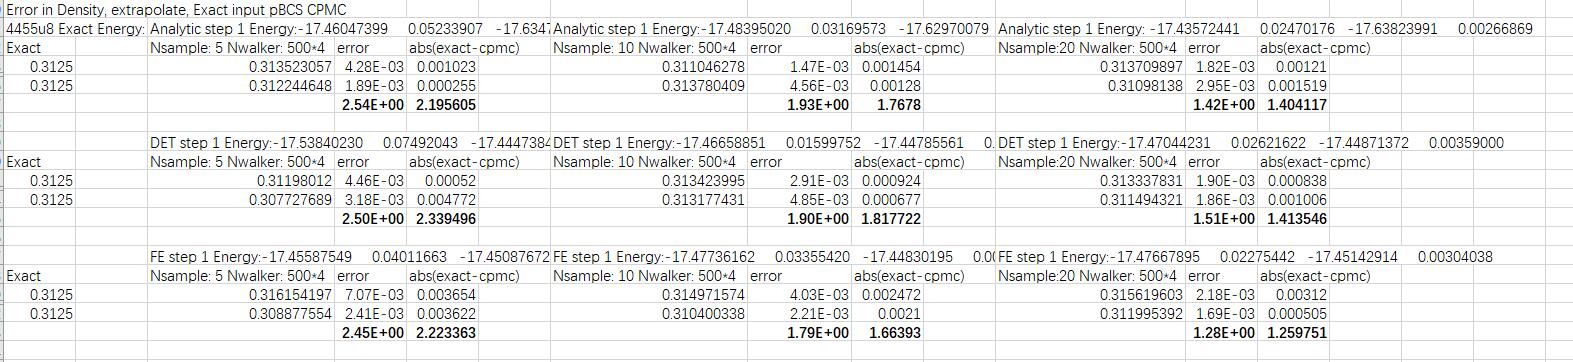 Error in Density, extrapolate, Exact input pBCS CPMC
4455u8 Exact Energy: Analytic step 1 Energy:-17.46047399 0.05233907 -17.6347 Analytic step 1 Energy:-17.48395020 0.03169573 -17.62970079 Analytic step 1 Energy: -17.43572441 0.02470176 -17.63823991 0.00266869
Exact Nsample: 5 Nwalker: 500*4 error abs(exact-cpmc) Nsample: 10 Nwalker: 500*4 error abs(exact-cpmc) Nsample:20 Nwalker: 500*4 error abs(exact-cpmc)
0.3125 0.313523057 4.28E-03 0.001023 0.311046278 1.47E-03 0.001454 0.313709897 1.82E-03 0.00121
0.3125 0.312244648 1.89E-03 0.000255 0.313780409 4.56E-03 0.00128 0.31098138 2.95E-03 0.001519
2.54E+00 2.195605 1.93E+00 1.7678 1.42E+00 1.404117
DET step 1 Energy:-17.53840230 0.07492043 -17.4447384 DET step 1 Energy:-17.46658851 0.01599752 -17.44785561 0. DET step 1 Energy:-17.47044231 0.02621622 -17.44871372 0.00359000
Exact Nsample: 5 Nwalker: 500*4 error abs(exact-cpmc) Nsample: 10 Nwalker: 500*4 error abs(exact-cpmc) Nsample:20 Nwalker: 500*4 error abs(exact-cpmc)
0.3125 0.31198012 4.46E-03 0.00052 0.313423995 2.91E-03 0.000924 0.313337831 1.90E-03 0.000838
0.3125 0.307727689 3.18E-03 0.004772 0.313177431 4.85E-03 0.000677 0.311494321 1.86E-03 0.001006
2.50E+00 2.339496 1.90E+00 1.817722 1.51E+00 1.413546
FE step 1 Energy:-17.45587549 0.04011663 -17.45087672 FE step 1 Energy:-17.47736162 0.03355420 -17.44830195 0.00 FE step 1 Energy:-17.47667895 0.02275442 -17.45142914 0.00304038
Exact Nsample: 5 Nwalker: 500*4 error abs(exact-cpmc) Nsample: 10 Nwalker: 500*4 error abs(exact-cpmc) Nsample:20 Nwalker: 500*4 error abs(exact-cpmc)
0.3125 0.316154197 7.07E-03 0.003654 0.314971574 4.03E-03 0.002472 0.315619603 2.18E-03 0.00312
0.3125 0.308877554 2.41E-03 0.003622 0.310400338 2.21E-03 0.0021 0.311995392 1.69E-03 0.000505
2.45E+00 2.223363 1.79E+00 1.66393 1.28E+00 1.259751